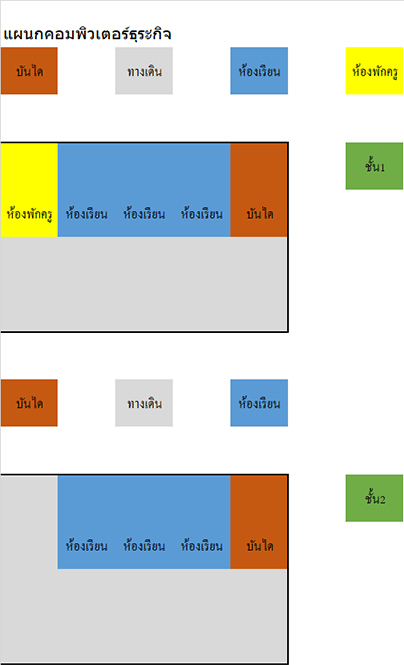 แผนกคอมพิวเตอร์ธุระกิจ
บันได ทางเดิน ห้องเรียน ห้องพักครู
ชั้น1
ห้องพักครู ห้องเรียน ห้องเรียน ห้องเรียน บันได
บันได ทางเดิน ห้องเรียน
ชั้น2
ห้องเรียน ห้องเรียน ห้องเรียน บันได